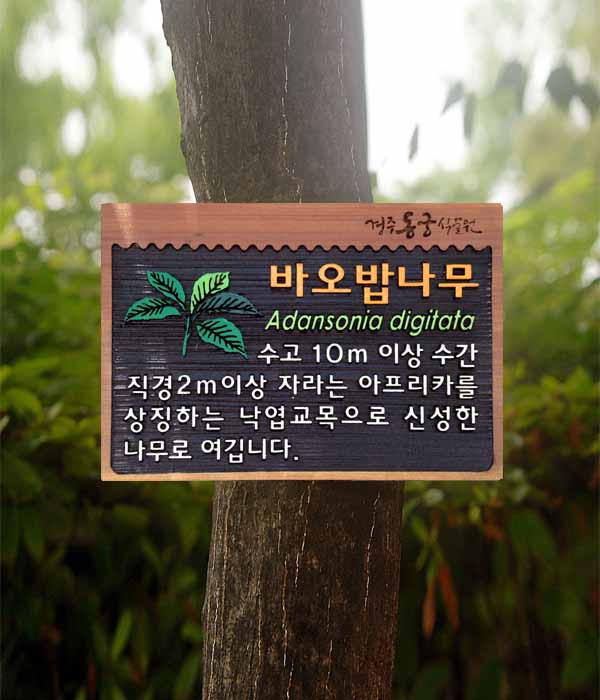 경주 동궁 식물원
바오밥나무
Adansonia digitata
수고 10m 이상 수간
직경2m이상 자라는 아프리카를
상징하는 낙엽교목으로 신성한
나무로 여깁니다.